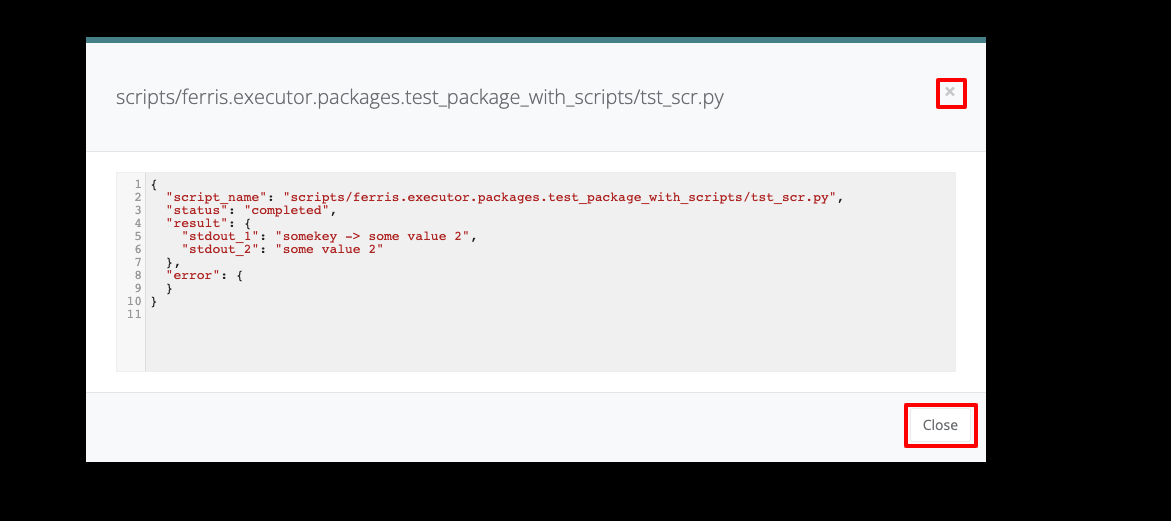 scripts/ferris.executor.packages.test_package_with_scripts/tst_scr.py
×
1 {
2   "script_name": "scripts/ferris.executor.packages.test_package_with_scripts/tst_scr.py",
3   "status": "completed",
4   "result": {
5     "stdout_1": "somekey -> some value 2",
6     "stdout_2": "some value 2"
7   },
8   "error": {
9   }
10 }
11
Close